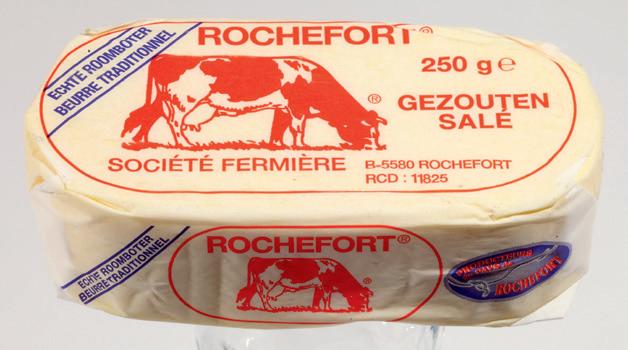 ECHTE ROOMBOTER
BEURRE TRADITIONNEL
ROCHEFORT®
250 g e
®
GEZOUTEN
SALÉ
SOCIÉTÉ FERMIÈRE
B-5580 ROCHEFORT
RCD : 11825
ECHTE ROOMBOTER
BEURRE TRADITIONNEL
ROCHEFORT®
®
PRODUCTEURS
ROCHEFORT